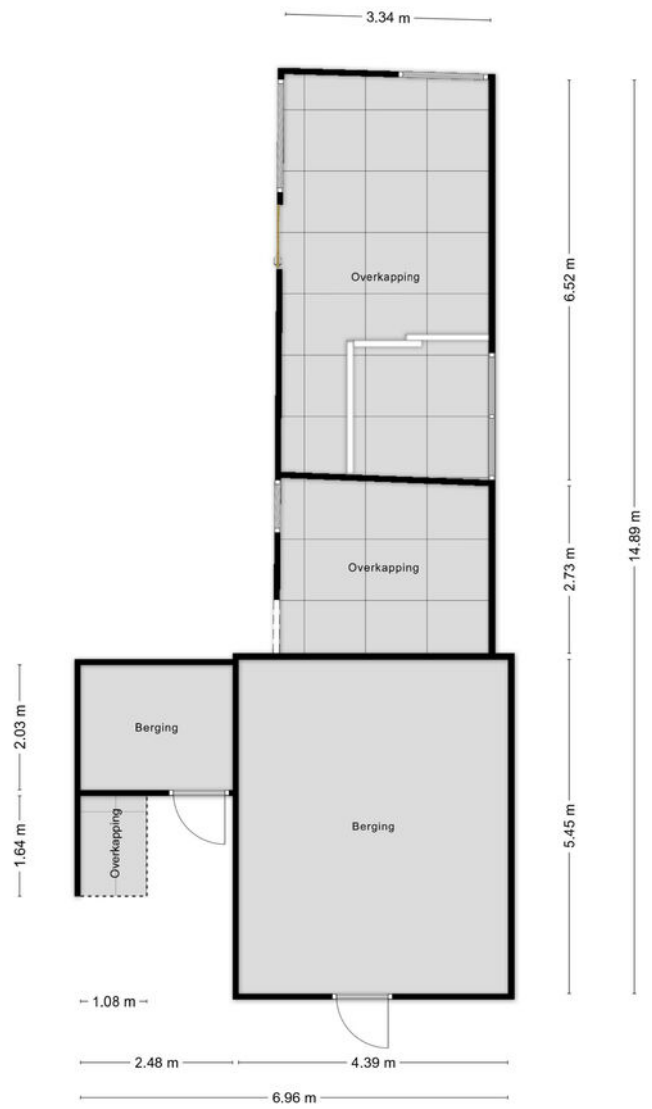 3.34 m
Overkapping
6.52 m
14.89 m
Overkapping
2.73 m
2.03 m
Berging
1.64 m
Overkapping
Berging
5.45 m
1.08 m
2.48 m
4.39 m
6.96 m